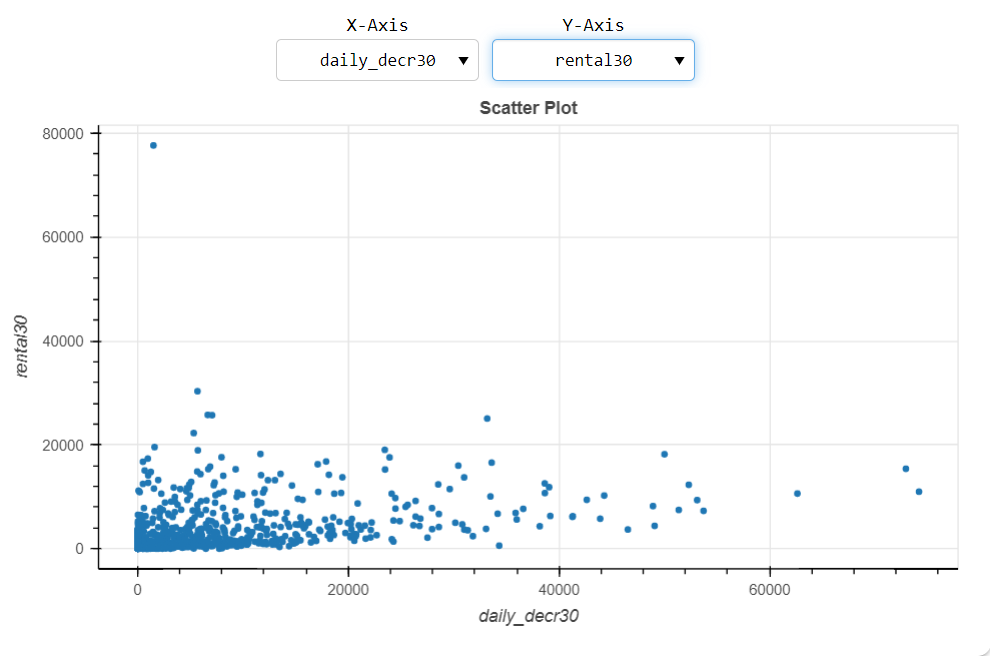 X-Axis Y-Axis
daily_decr30 ▼ rental30 ▼
Scatter Plot
80000
60000
40000
20000
0
rental30
0 20000 40000 60000
daily_decr30